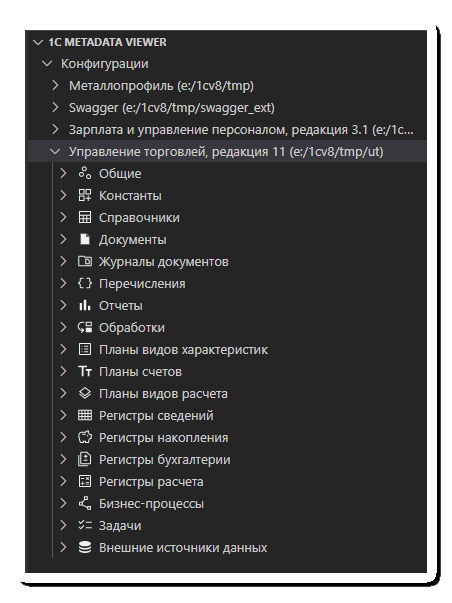 1C METADATA VIEWER
Конфигурации
Металлопрофиль (e:/1cv8/tmp)
Swagger (e:/1cv8/tmp/swagger_ext)
Зарплата и управление персоналом, редакция 3.1 (e:/1c...
Управление торговлей, редакция 11 (e:/1cv8/tmp/ut)
Общие
Константы
Справочники
Документы
Журналы документов
Перечисления
Отчеты
Обработки
Планы видов характеристик
Планы счетов
Планы видов расчета
Регистры сведений
Регистры накопления
Регистры бухгалтерии
Регистры расчета
Бизнес-процессы
Задачи
Внешние источники данных